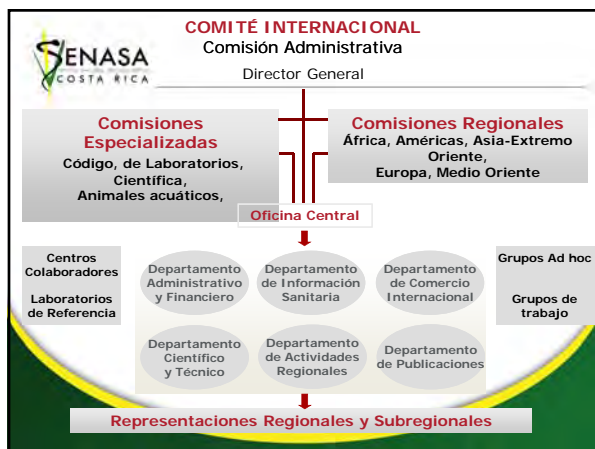 COMITÉ INTERNACIONAL
Comisión Administrativa
Director General
SENASA
COSTA RICA
Comisiones
Especializadas
Código, de Laboratorios,
Científica,
Animales acuáticos,
Comisiones Regionales
África, Américas, Asia-Extremo
Oriente,
Europa, Medio Oriente
Oficina Central
Centros
Colaboradores
Laboratorios
de Referencia
Departamento
Administrativo
y Financiero
Departamento
de Información
Sanitaria
Departamento
de Comercio
Internacional
Grupos Ad hoc
Grupos de
trabajo
Departamento
Científico
y Técnico
Departamento
de Actividades
Regionales
Departamento
de Publicaciones
Representaciones Regionales y Subregionales